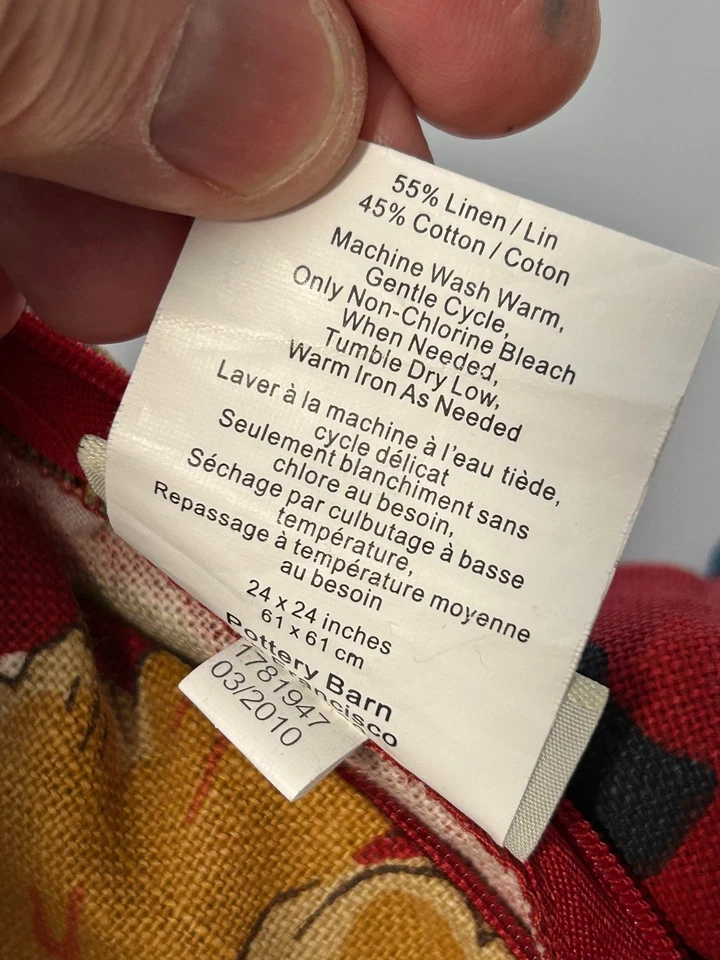 55% Linen / Lin
45% Cotton / Coton
Machine Wash Warm,
Gentle Cycle,
Only Non-Chlorine Bleach
When Needed,
Tumble Dry Low,
Warm Iron As Needed
Laver à la machine à l'eau tiède,
cycle délicat
Seulement blanchiment sans
chlore au besoin,
Séchage par culbutage à basse
température,
Repassage à température moyenne
au besoin
24 x 24 inches
61 x 61 cm
Pottery Barn
1781947
03/2010